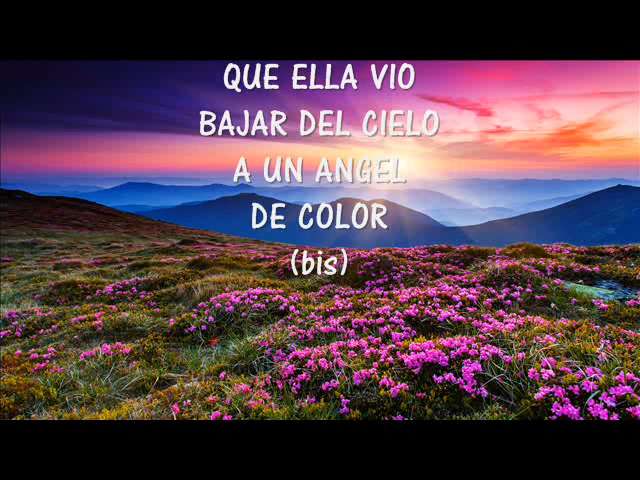 QUE ELLA VIO
BAJAR DEL CIELO
A UN ANGEL
DE COLOR
(bis)